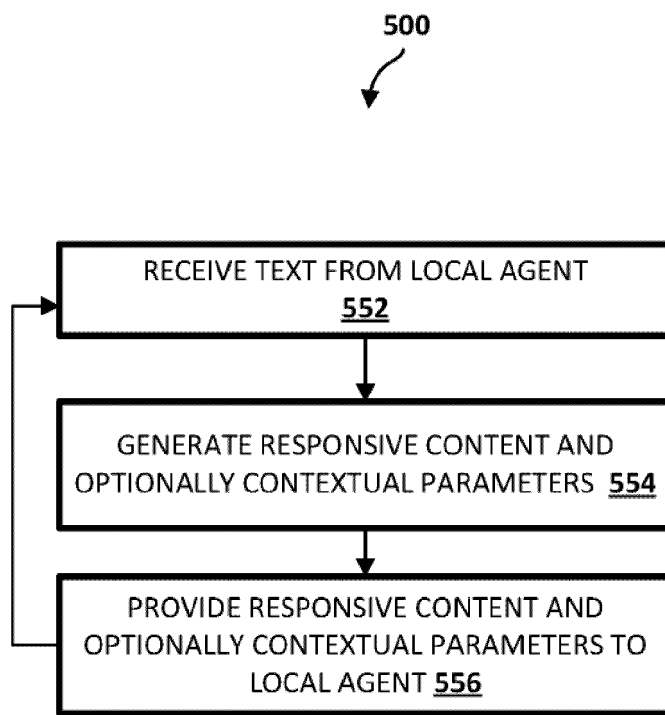 500
RECEIVE TEXT FROM LOCAL AGENT
552
GENERATE RESPONSIVE CONTENT AND
OPTIONALLY CONTEXTUAL PARAMETERS 554
PROVIDE RESPONSIVE CONTENT AND
OPTIONALLY CONTEXTUAL PARAMETERS TO
LOCAL AGENT 556